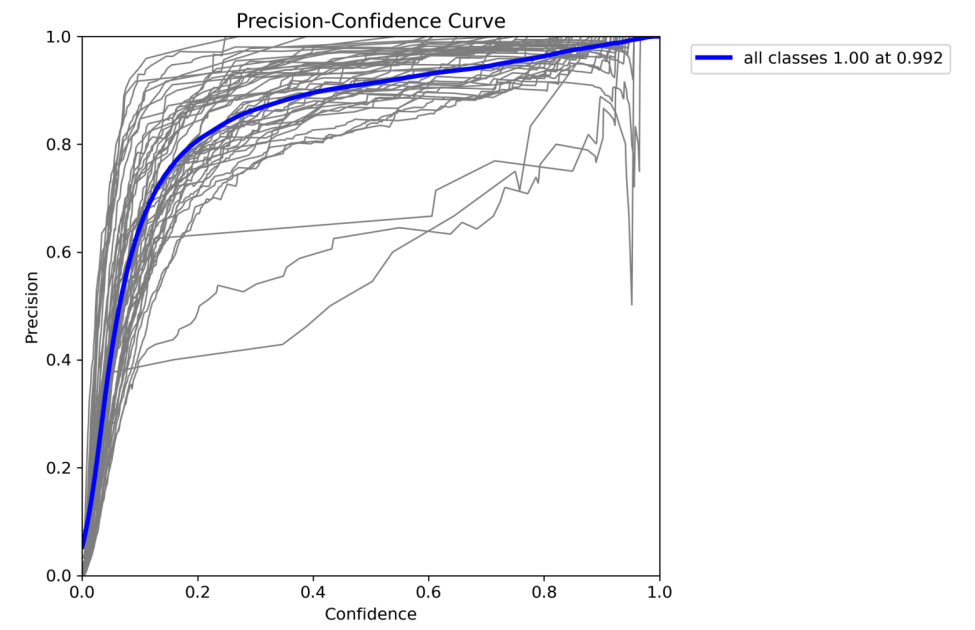 Precision-Confidence Curve
all classes 1.00 at 0.992
Precision
1.0
0.8
0.6
0.4
0.2
0.0
0.0 0.2 0.4 0.6 0.8 1.0
Confidence